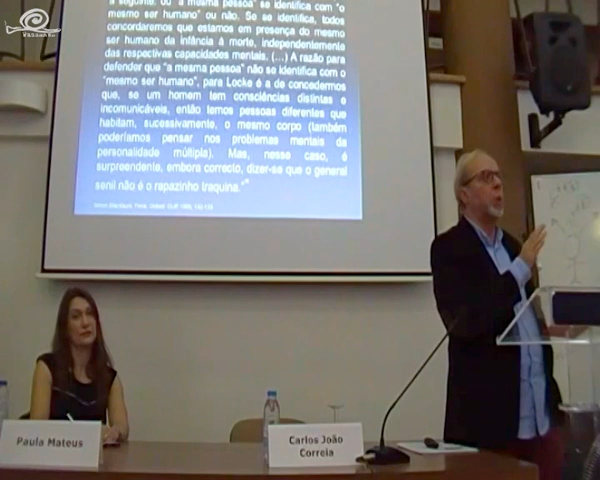 a seguinte: ou "a mesma pessoa" se identifica com "o
mesmo ser humano" ou não. Se se identifica, todos
concordaremos que estamos em presença do mesmo
ser humano da infância à morte, independentemente
das respectivas capacidades mentais. (...) A razão para
defender que "a mesma pessoa" não se identifica com o
"mesmo ser humano", para Locke é a de concedermos
que, se um homem tem consciências distintas e
incomunicáveis, então temos pessoas diferentes que
habitam, sucessivamente, o mesmo corpo (também
poderíamos pensar nos problemas mentais da
personalidade múltipla). Mas, nesse caso, é
surpreendente, embora correcto, dizer-se que o general
senil não é o rapazinho traquina."
Paula Mateus
Carlos João
Correia